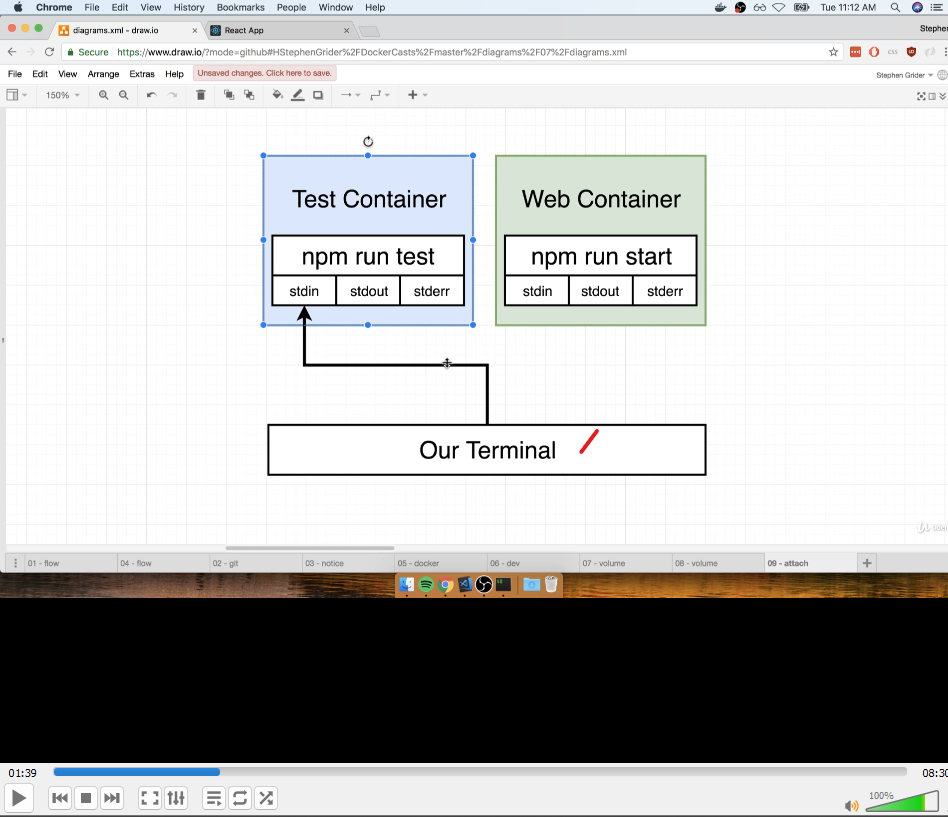 Chrome File Edit View History Bookmarks People Window Help Tue 11:12 AM
diagrams.xml - draw.io React App
Secure https://www.draw.io/?mode=github#HStephenGrider%2FDockerCasts%2Fmaster%2Fdiagrams%2F07%2Fdiagrams.xml
File Edit View Arrange Extras Help Unsaved changes. Click here to save. Stephen Grider
150%
Test Container Web Container
npm run test npm run start
stdin stdout stderr stdin stdout stderr
Our Terminal
01 - flow 04 - flow 02 - git 03 - notice 05 - docker 06 - dev 07 - volume 08 - volume 09 - attach
01:39 08:30
100%